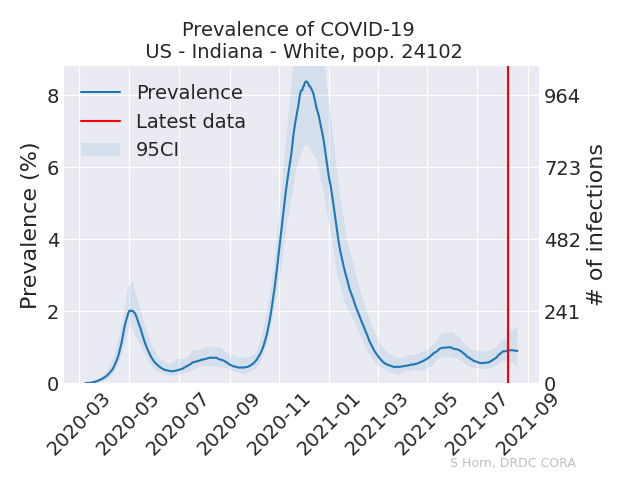 Prevalence of COVID-19
US - Indiana - White, pop. 24102
Prevalence
Latest data
95CI
Prevalence (%)
8
6
4
2
0
964
723
482
241
0
# of infections
2020-03
2020-05
2020-07
2020-09
2020-11
2021-01
2021-03
2021-05
2021-07
2021-09
S Horn, DRDC CORA